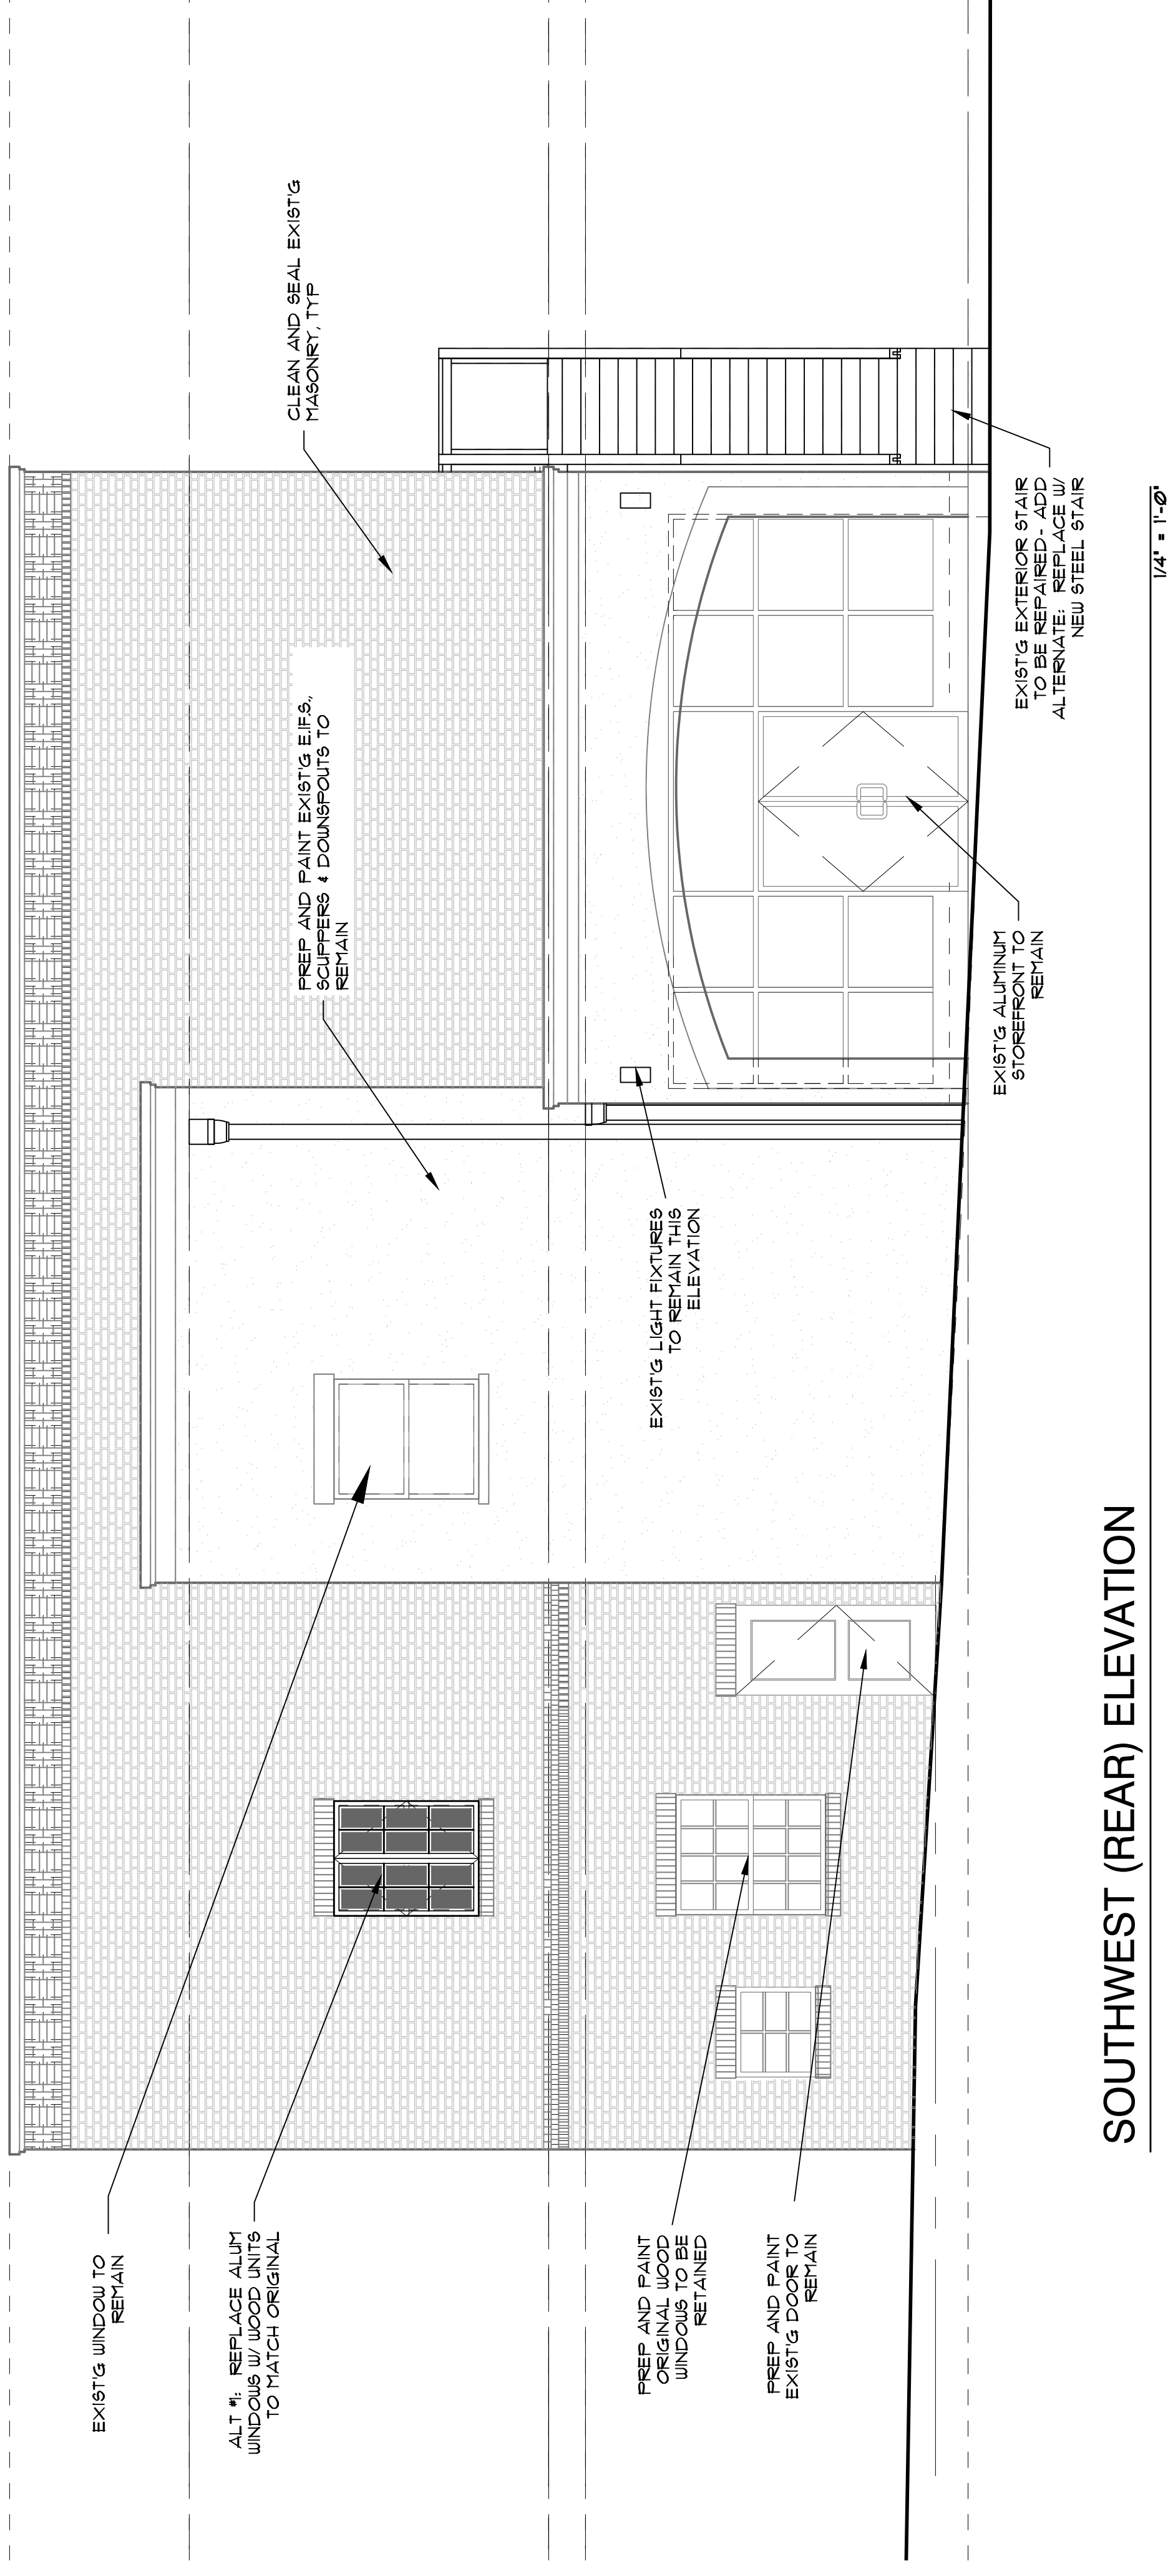 EXIST'G WINDOW TO
REMAIN
ALT #1: REPLACE ALUM
WINDOWS W/ WOOD UNITS
TO MATCH ORIGINAL
PREP AND PAINT
ORIGINAL WOOD
WINDOWS TO BE
RETAINED
PREP AND PAINT
EXIST'G DOOR TO
REMAIN
EXIST'G LIGHT FIXTURES
TO REMAIN THIS
ELEVATION
PREP AND PAINT EXIST'G E.I.F.S.,
SCUPPERS & DOWNSPOUTS TO
REMAIN
CLEAN AND SEAL EXIST'G
MASONRY, TYP
EXIST'G ALUMINUM
STOREFRONT TO
REMAIN
EXIST'G EXTERIOR STAIR
TO BE REPAIRED - ADD
ALTERNATE: REPLACE W/
NEW STEEL STAIR
SOUTHWEST (REAR) ELEVATION
1/4" = 1'-0"